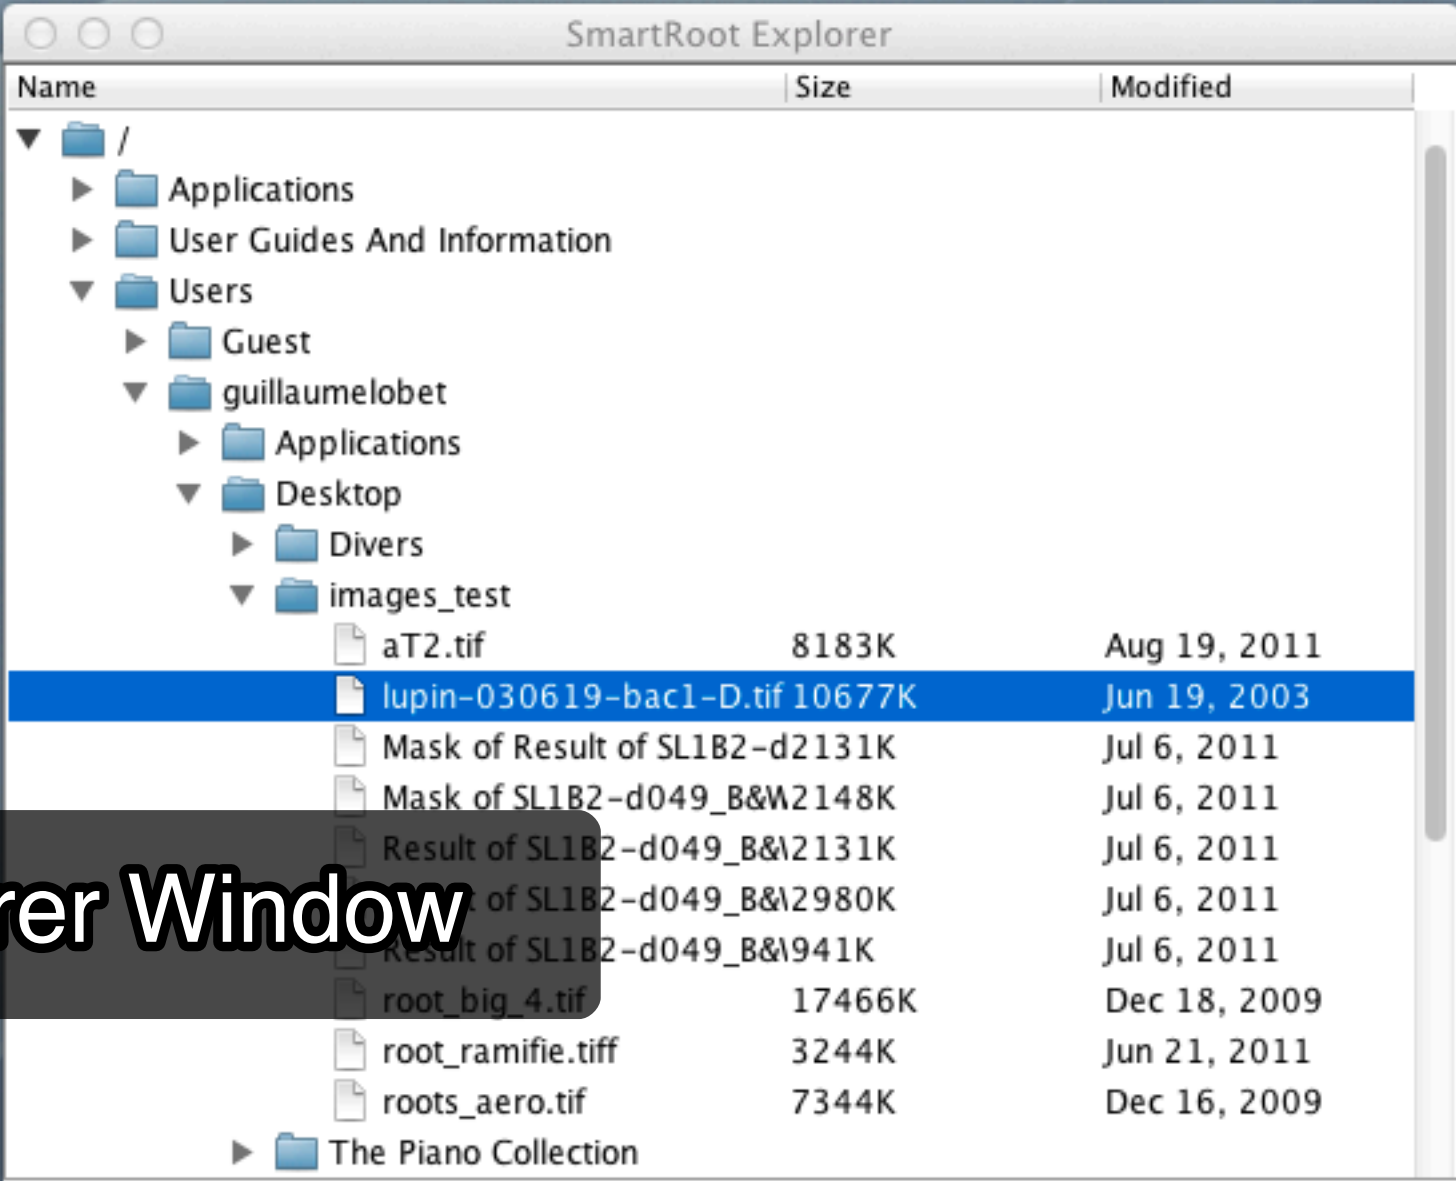 SmartRoot Explorer
Name Size Modified
/
Applications
User Guides And Information
Users
Guest
guillaumelobet
Applications
Desktop
Divers
images_test
aT2.tif 8183K Aug 19, 2011
lupin-030619-bac1-D.tif 10677K Jun 19, 2003
Mask of Result of SL1B2-d 2131K Jul 6, 2011
Mask of SL1B2-d049_B&W 2148K Jul 6, 2011
Result of SL1B2-d049_B&\ 2131K Jul 6, 2011
of SL1B2-d049_B&\ 2980K Jul 6, 2011
rer Window
Result of SL1B2-d049_B&\ 941K Jul 6, 2011
root_big_4.tif 17466K Dec 18, 2009
root_ramifie.tiff 3244K Jun 21, 2011
roots_aero.tif 7344K Dec 16, 2009
The Piano Collection